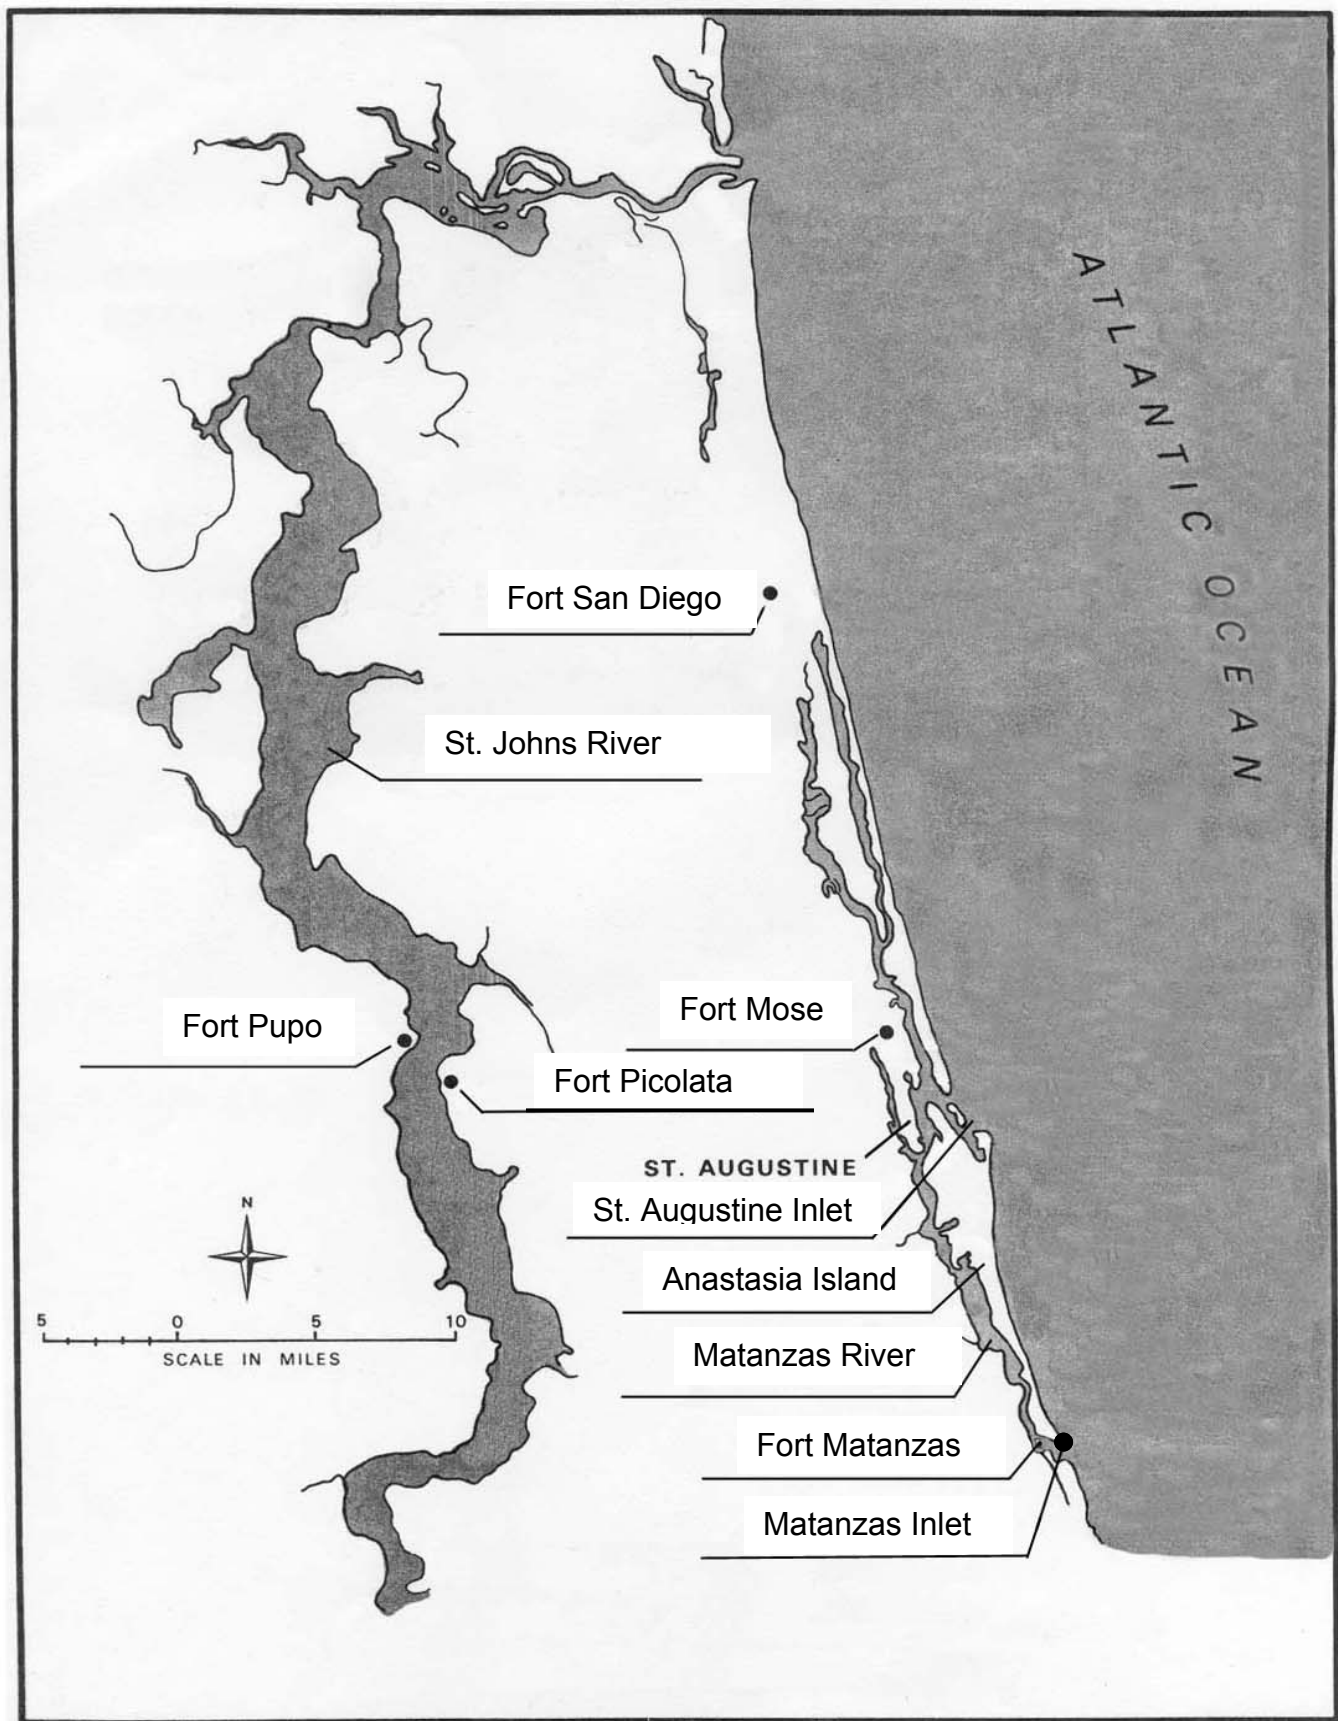 ATLANTIC OCEAN
Fort San Diego
St. Johns River
Fort Mose
Fort Pupo
Fort Picolata
ST. AUGUSTINE
St. Augustine Inlet
N
Anastasia Island
5 0 5 10
SCALE IN MILES
Matanzas River
Fort Matanzas
Matanzas Inlet